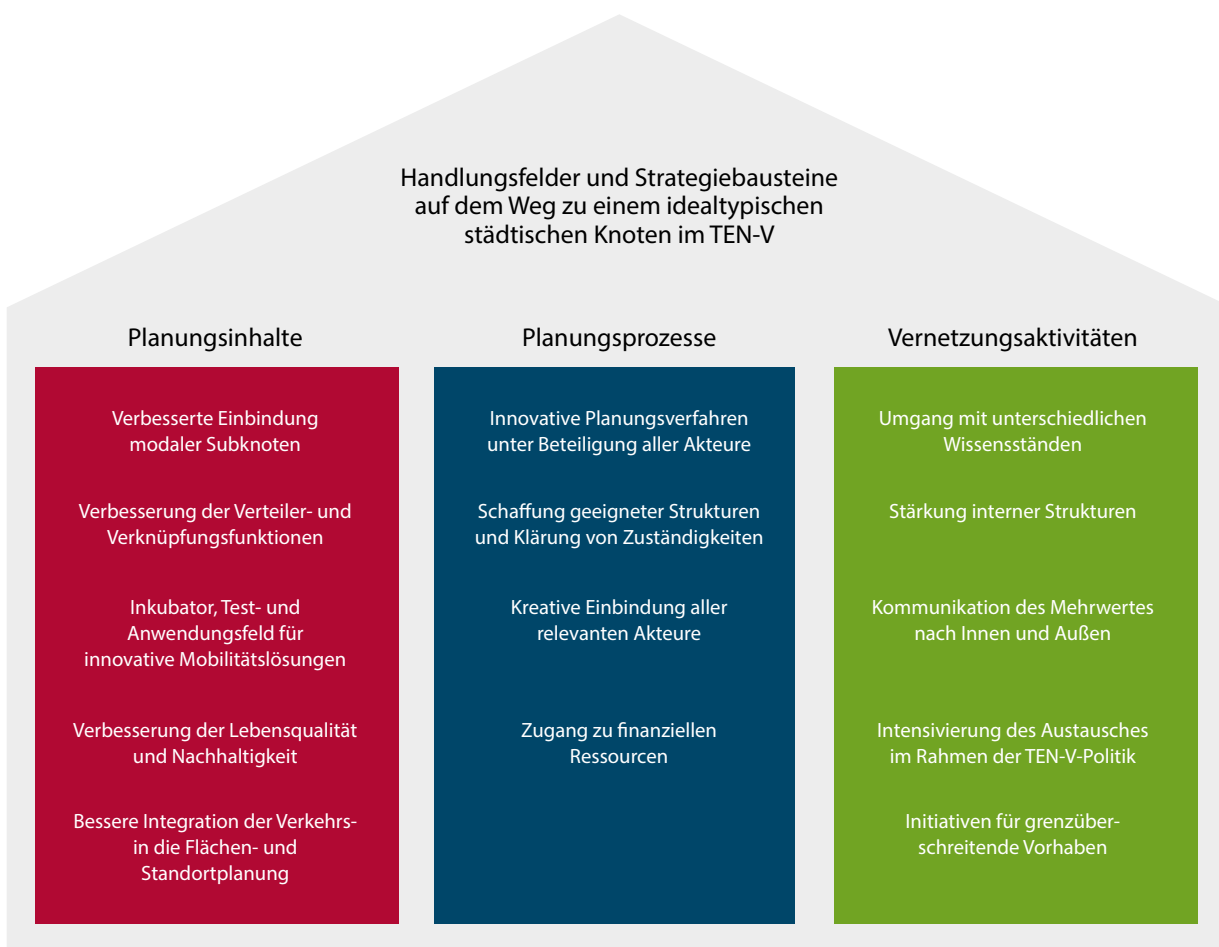 Handlungsfelder und Strategiebausteine
auf dem Weg zu einem idealtypischen
städtischen Knoten im TEN-V
Planungsinhalte
Verbesserte Einbindung
modaler Subknoten
Verbesserung der Verteiler- und
Verknüpfungsfunktionen
Inkubator, Test- und
Anwendungsfeld für
innovative Mobilitätslösungen
Verbesserung der Lebensqualität
und Nachhaltigkeit
Bessere Integration der Verkehrs-
in die Flächen- und
Standortplanung
Planungsprozesse
Innovative Planungsverfahren
unter Beteiligung aller Akteure
Schaffung geeigneter Strukturen
und Klärung von Zuständigkeiten
Kreative Einbindung aller
relevanten Akteure
Zugang zu finanziellen
Ressourcen
Vernetzungsaktivitäten
Umgang mit unterschiedlichen
Wissensständen
Stärkung interner Strukturen
Kommunikation des Mehrwertes
nach Innen und Außen
Intensivierung des Austausches
im Rahmen der TEN-V-Politik
Initiativen für grenzüber-
schreitende Vorhaben